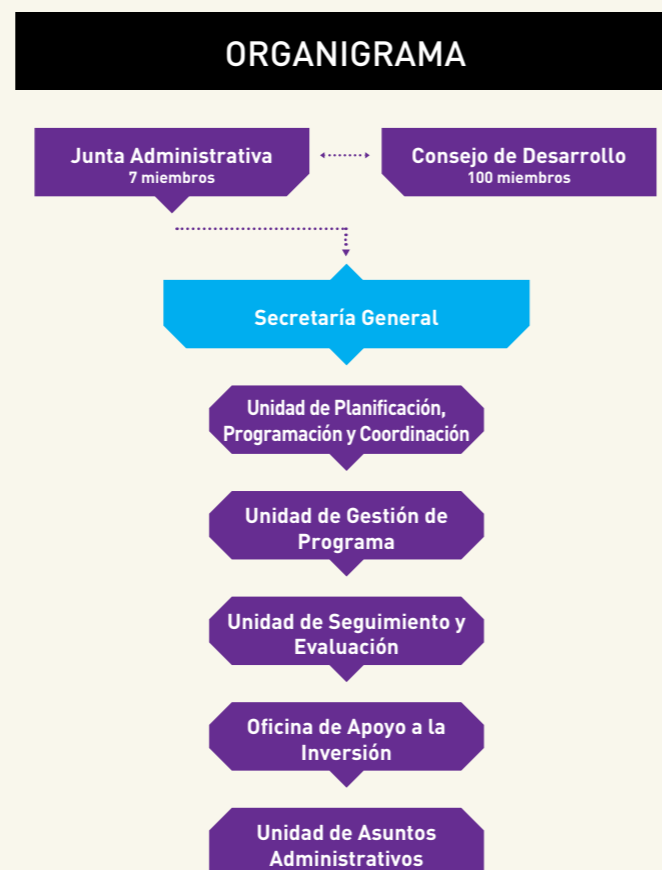 ORGANIGRAMA
Junta Administrativa
7 miembros
Consejo de Desarrollo
100 miembros
Secretaría General
Unidad de Planificación,
Programación y Coordinación
Unidad de Gestión de
Programa
Unidad de Seguimiento y
Evaluación
Oficina de Apoyo a la
Inversión
Unidad de Asuntos
Administrativos